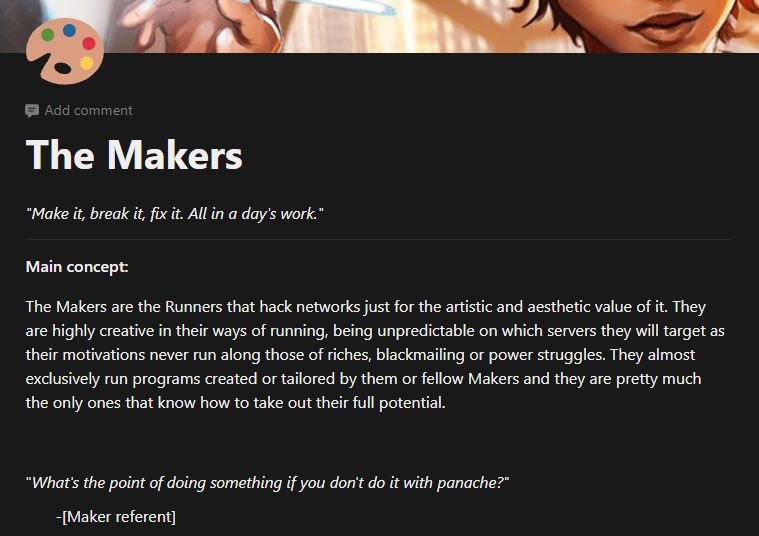 Add comment
The Makers
"Make it, break it, fix it. All in a day's work."
Main concept:
The Makers are the Runners that hack networks just for the artistic and aesthetic value of it. They
are highly creative in their ways of running, being unpredictable on which servers they will target as
their motivations never run along those of riches, blackmailing or power struggles. They almost
exclusively run programs created or tailored by them or fellow Makers and they are pretty much
the only ones that know how to take out their full potential.
"What's the point of doing something if you don't do it with panache?"
-[Maker referent]